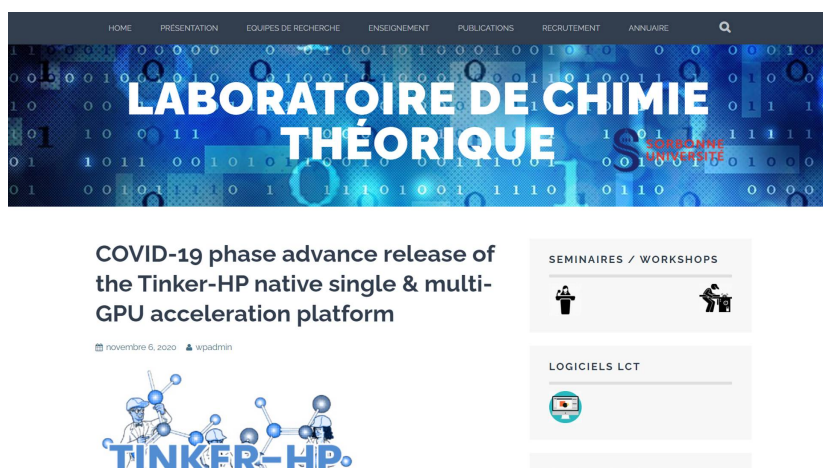 HOME PRÉSENTATION EQUIPES DE RECHERCHE ENSEIGNEMENT PUBLICATIONS RECRUTEMENT ANNUAIRE
LABORATOIRE DE CHIMIE
THÉORIQUE
SORBONNE
UNIVERSITÉ
COVID-19 phase advance release of
the Tinker-HP native single & multi-
GPU acceleration platform
novembre 6, 2020 wpadmin
TINKER-HP
SEMINAIRES / WORKSHOPS
LOGICIELS LCT